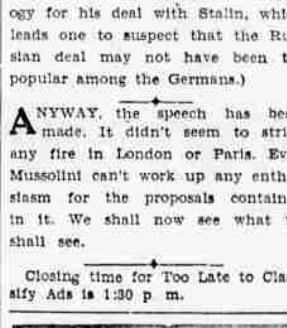 ogy for his deal with Stalin, whi
leads one to suspect that the Ru
sian deal may not have been t
popular among the Germans.)
ANYWAY, the speech has bee
made. It didn't seem to stri
any fire in London or Paris. Ev
Mussolini can't work up any enth
siasm for the proposals contain
in it. We shall now see what
shall see.
Closing time for Too Late to Clas
sify Ads is 1:30 p m.